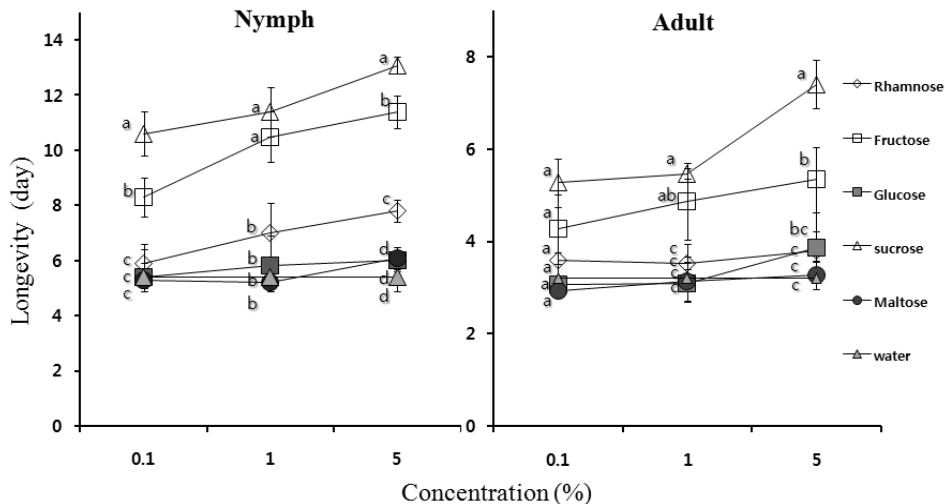 Nymph
Adult
14
12
10
8
6
4
2
0
8
6
4
2
0
Longevity (day)
a
a
a
b
a
b
c
b
c
c
b
d
c
b
d
c
b
d
a
a
a
a
ab
b
a
c
bc
a
c
c
a
c
c
a
c
c
0.1
1
5
0.1
1
5
Concentration (%)
Rhamnose
Fructose
Glucose
sucrose
Maltose
water